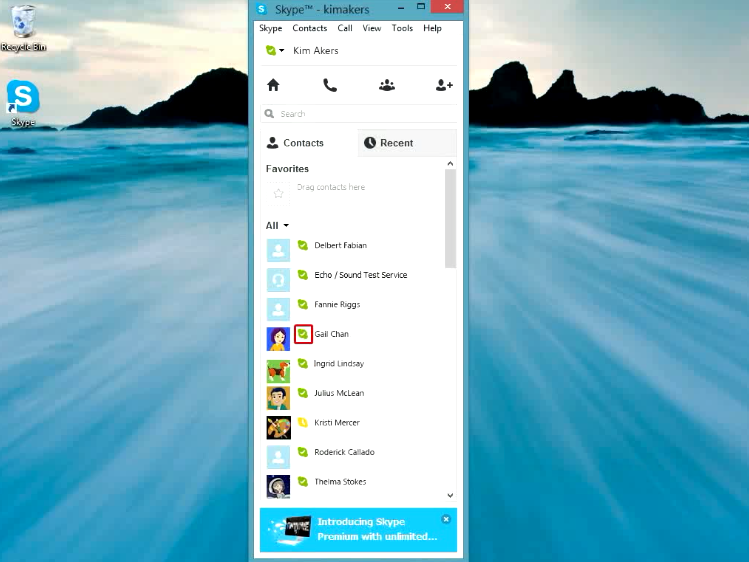 Skype™ - kimakers
Recycle Bin
Skype Contacts Call View Tools Help
Kim Akers
Skype
Search
Contacts Recent
Favorites
Drag contacts here
All
Delbert Fabian
Echo / Sound Test Service
Fannie Riggs
Gail Chan
Ingrid Lindsay
Julius McLean
Kristi Mercer
Roderick Callado
Thelma Stokes
Introducing Skype
Premium with unlimited...